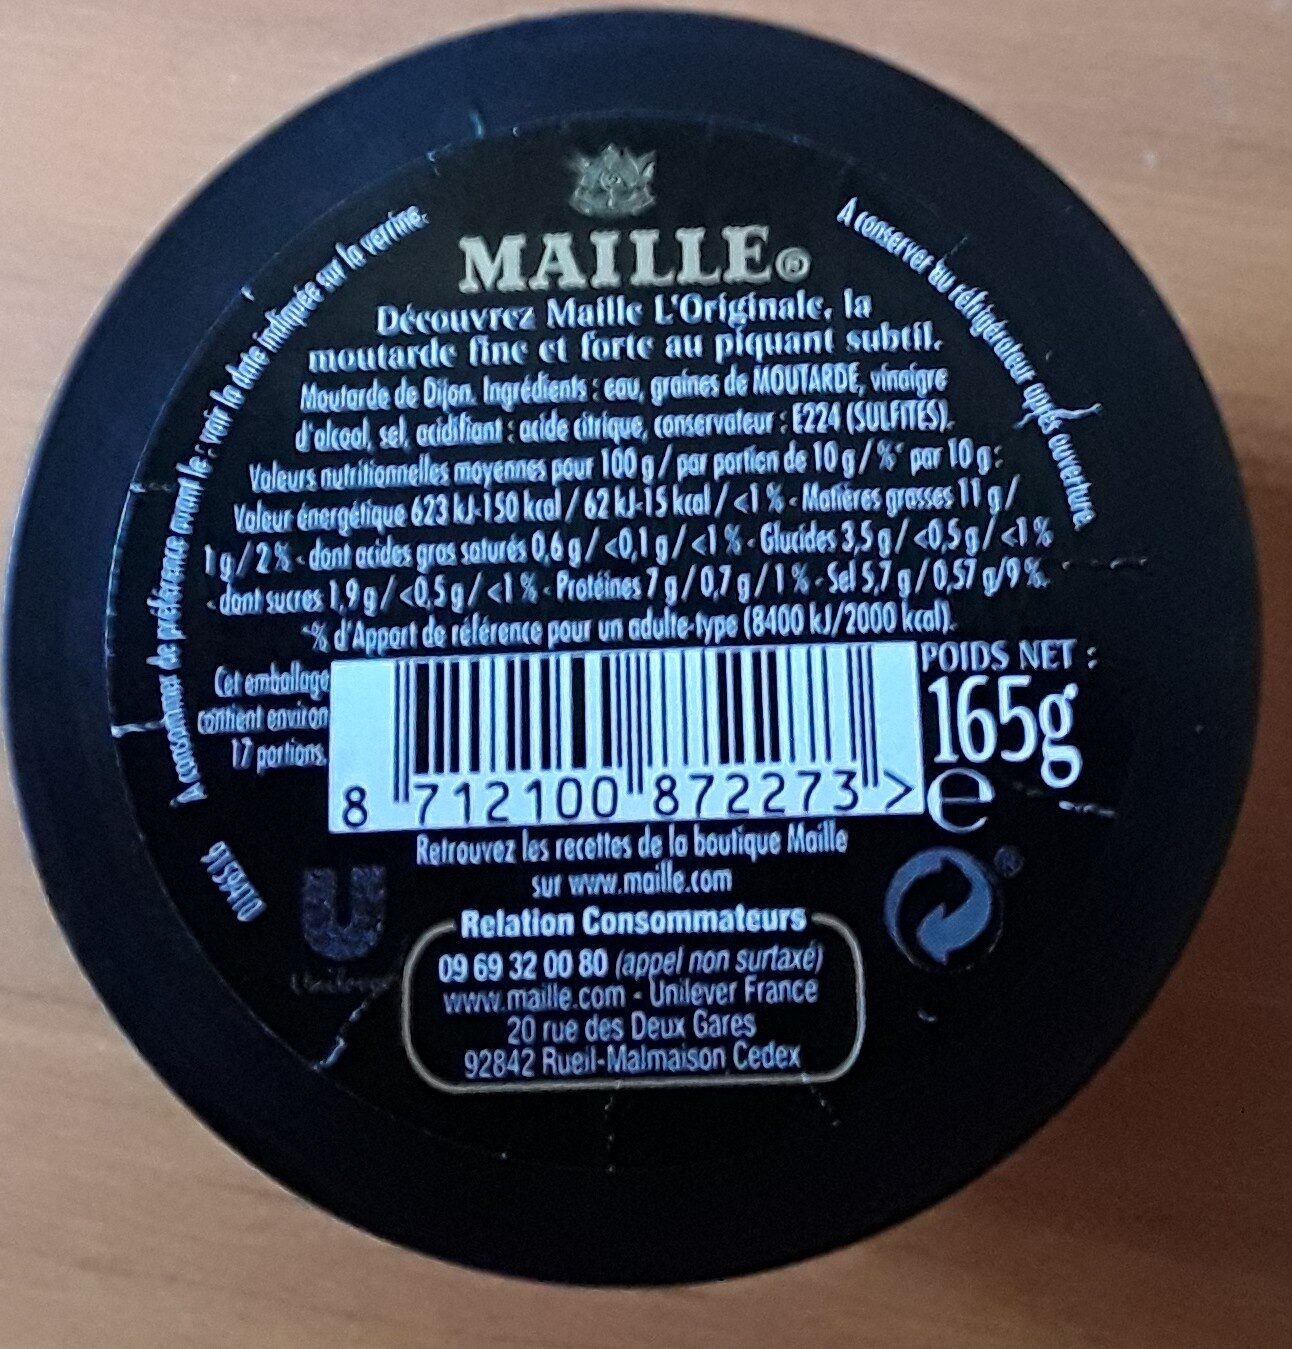 MAILLE®
Découvrez Maille L'Originale, la
moutarde fine et forte au piquant subtil.
Moutarde de Dijon. Ingrédients : eau, graines de MOUTARDE, vinaigre
d'alcool, sel, acidifiant : acide citrique, conservateur : E224 (SULFITES).
Valeurs nutritionnelles moyennes pour 100 g / par portion de 10 g / %* par 10 g :
Valeur énergétique 623 kJ-150 kcal / 62 kJ-15 kcal / <1 % - Matières grasses 11 g /
1 g / 2 % - dont acides gras saturés 0,6 g / <0,1 g / <1 % - Glucides 3,5 g / <0,5 g / <1 %
- dont sucres 1,9 g / <0,5 g / <1 % - Protéines 7 g / 0,7 g / 1 % - Sel 5,7 g / 0,57 g/9 %.
*% d'Apport de référence pour un adulte-type (8400 kJ/2000 kcal).
A consommer de préférence avant le : voir la date indiquée sur la verrine.
A conserver au réfrigérateur après ouverture.
Cet emballage
contient environ
17 portions.
8 712100 872273 >
POIDS NET :
165g
e
Retrouvez les recettes de la boutique Maille
sur www.maille.com
Unilever
Relation Consommateurs
09 69 32 00 80 (appel non surtaxé)
www.maille.com - Unilever France
20 rue des Deux Gares
92842 Rueil-Malmaison Cedex